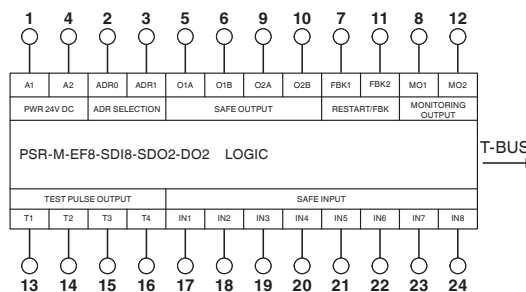 1 4 2 3 5 6 9 10 7 11 8 12
A1 A2 ADR0 ADR1 O1A O1B O2A O2B FBK1 FBK2 MO1 MO2
PWR 24V DC ADR SELECTION SAFE OUTPUT RESTART/FBK MONITORING
OUTPUT
PSR-M-EF8-SDI8-SDO2-DO2 LOGIC
T-BUS
TEST PULSE OUTPUT SAFE INPUT
T1 T2 T3 T4 IN1 IN2 IN3 IN4 IN5 IN6 IN7 IN8
13 14 15 16 17 18 19 20 21 22 23 24